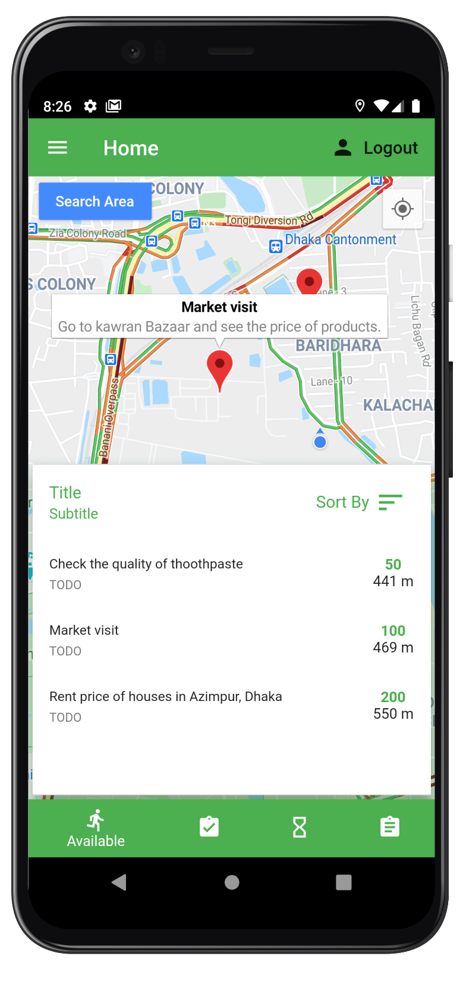 8:26
Home
Logout
Search Area
COLONY
Tongi Diversion Rd
N3
Zia Colony Road
Dhaka Cantonment
S COLONY
Lane - 3
Market visit
Go to kawran Bazaar and see the price of products.
Lichu Bagan Rd
BARIDHARA
Lane - 10
KALACHA
Banani Overpass
Title
Subtitle
Sort By
Check the quality of thoothpaste
50
TODO
441 m
Market visit
100
TODO
469 m
Rent price of houses in Azimpur, Dhaka
200
TODO
550 m
Available